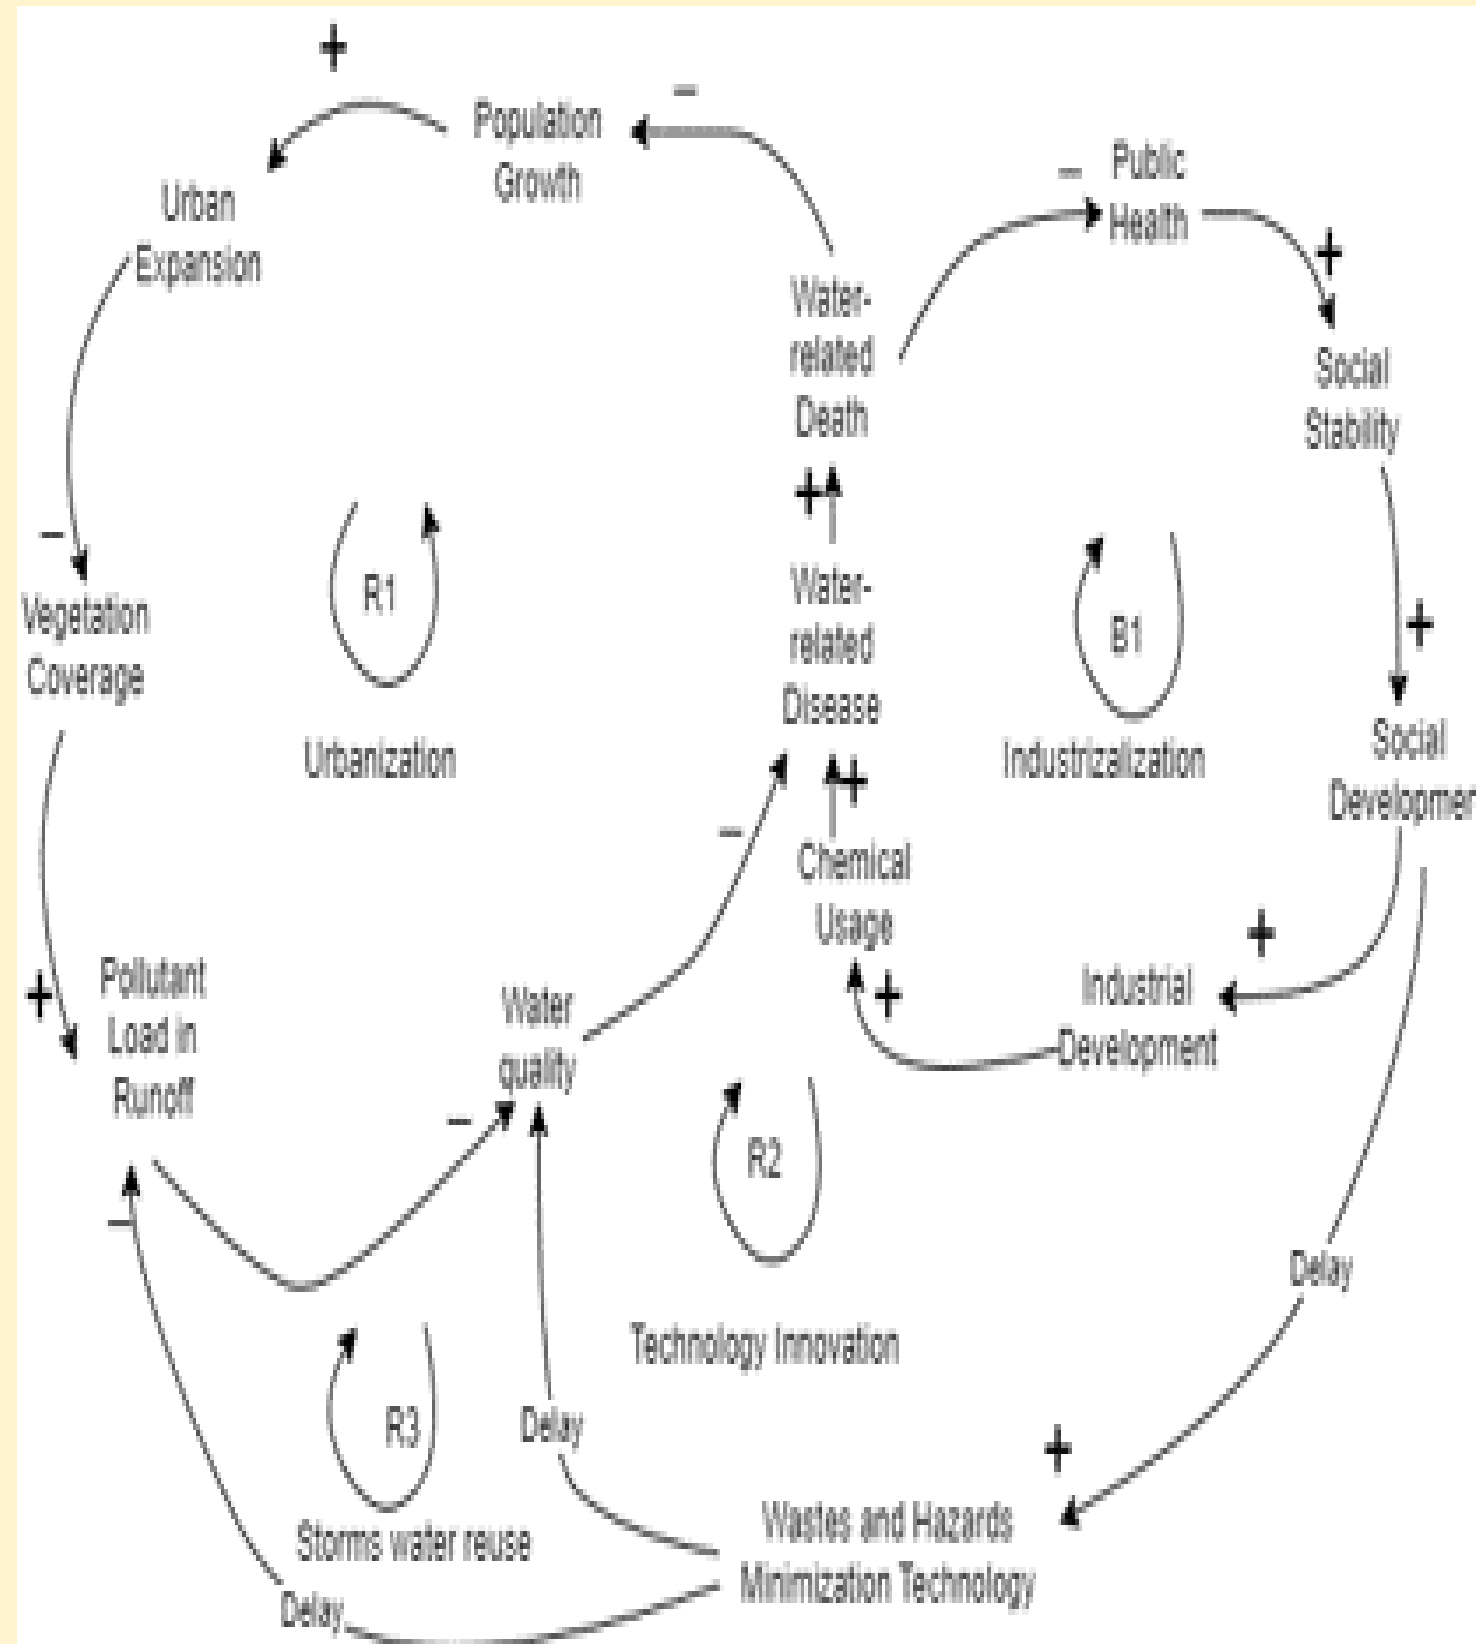 +
Population
Growth
–
Urban
Expansion
–
Public
Health
+
Water-
related
Death
Social
Stability
+
–
R1
Water-
related
Disease
B1
+
Vegetation
Coverage
Urbanization
Industrizalization
Social
Developmen
+
–
Chemical
Usage
+
+
Pollutant
Load in
Runoff
+
Water
quality
Industrial
Development
–
R2
–
Delay
Technology Innovation
R3
Delay
+
Storms water reuse
Wastes and Hazards
Minimization Technology
Delay